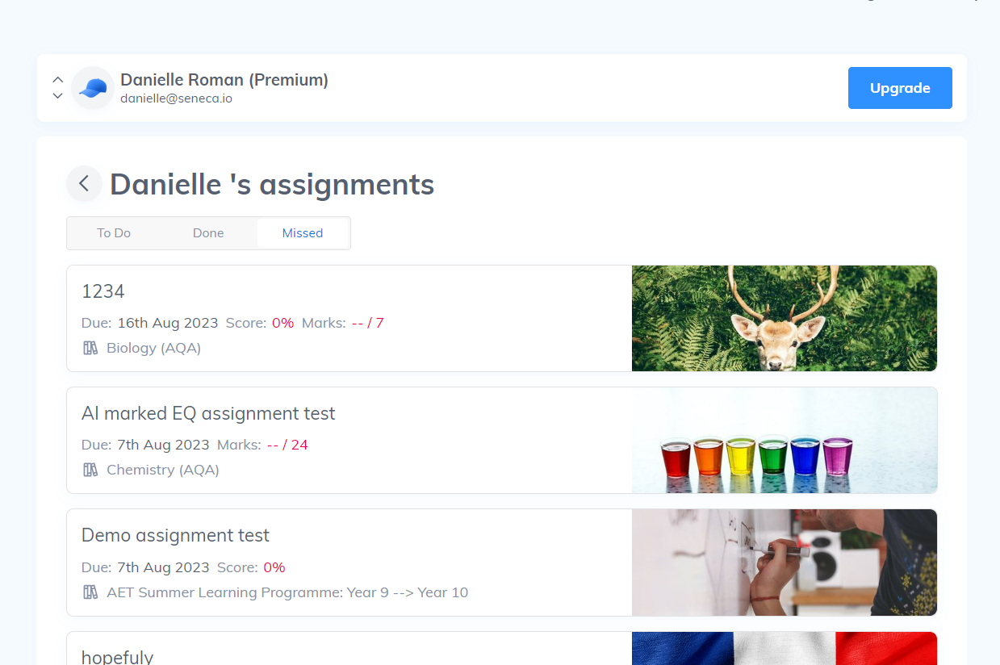 Danielle Roman (Premium)
danielle@seneca.io
Upgrade
Danielle 's assignments
To Do
Done
Missed
1234
Due: 16th Aug 2023 Score: 0% Marks: -- / 7
Biology (AQA)
AI marked EQ assignment test
Due: 7th Aug 2023 Marks: -- / 24
Chemistry (AQA)
Demo assignment test
Due: 7th Aug 2023 Score: 0%
AET Summer Learning Programme: Year 9 --> Year 10
hopefuly